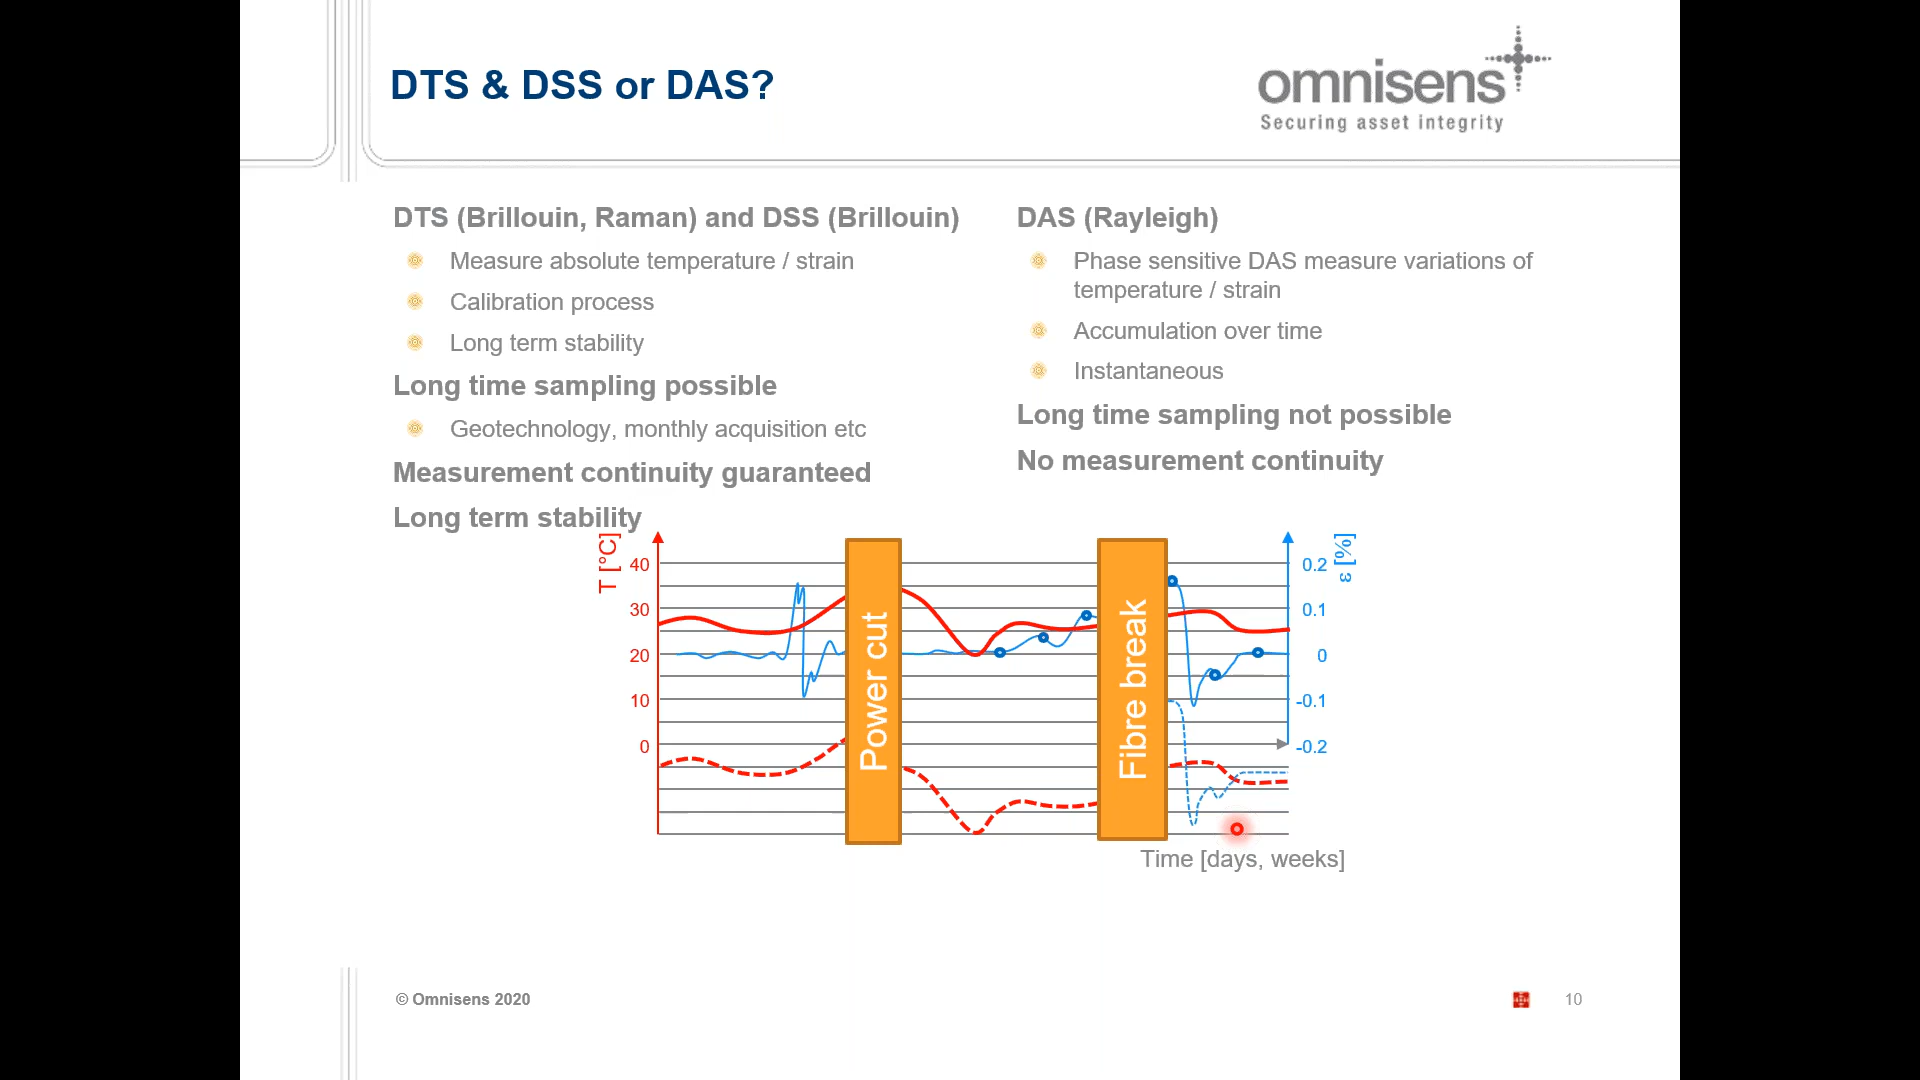 DTS & DSS or DAS?
omnisens
Securing asset integrity
DTS (Brillouin, Raman) and DSS (Brillouin)
Measure absolute temperature / strain
Calibration process
Long term stability
Long time sampling possible
Geotechnology, monthly acquisition etc
Measurement continuity guaranteed
Long term stability
DAS (Rayleigh)
Phase sensitive DAS measure variations of
temperature / strain
Accumulation over time
Instantaneous
Long time sampling not possible
No measurement continuity
T [°C]
40
30
20
10
0
Power cut
Fibre break
0.2
0.1
0
-0.1
-0.2
ε [%]
Time [days, weeks]
© Omnisens 2020
10